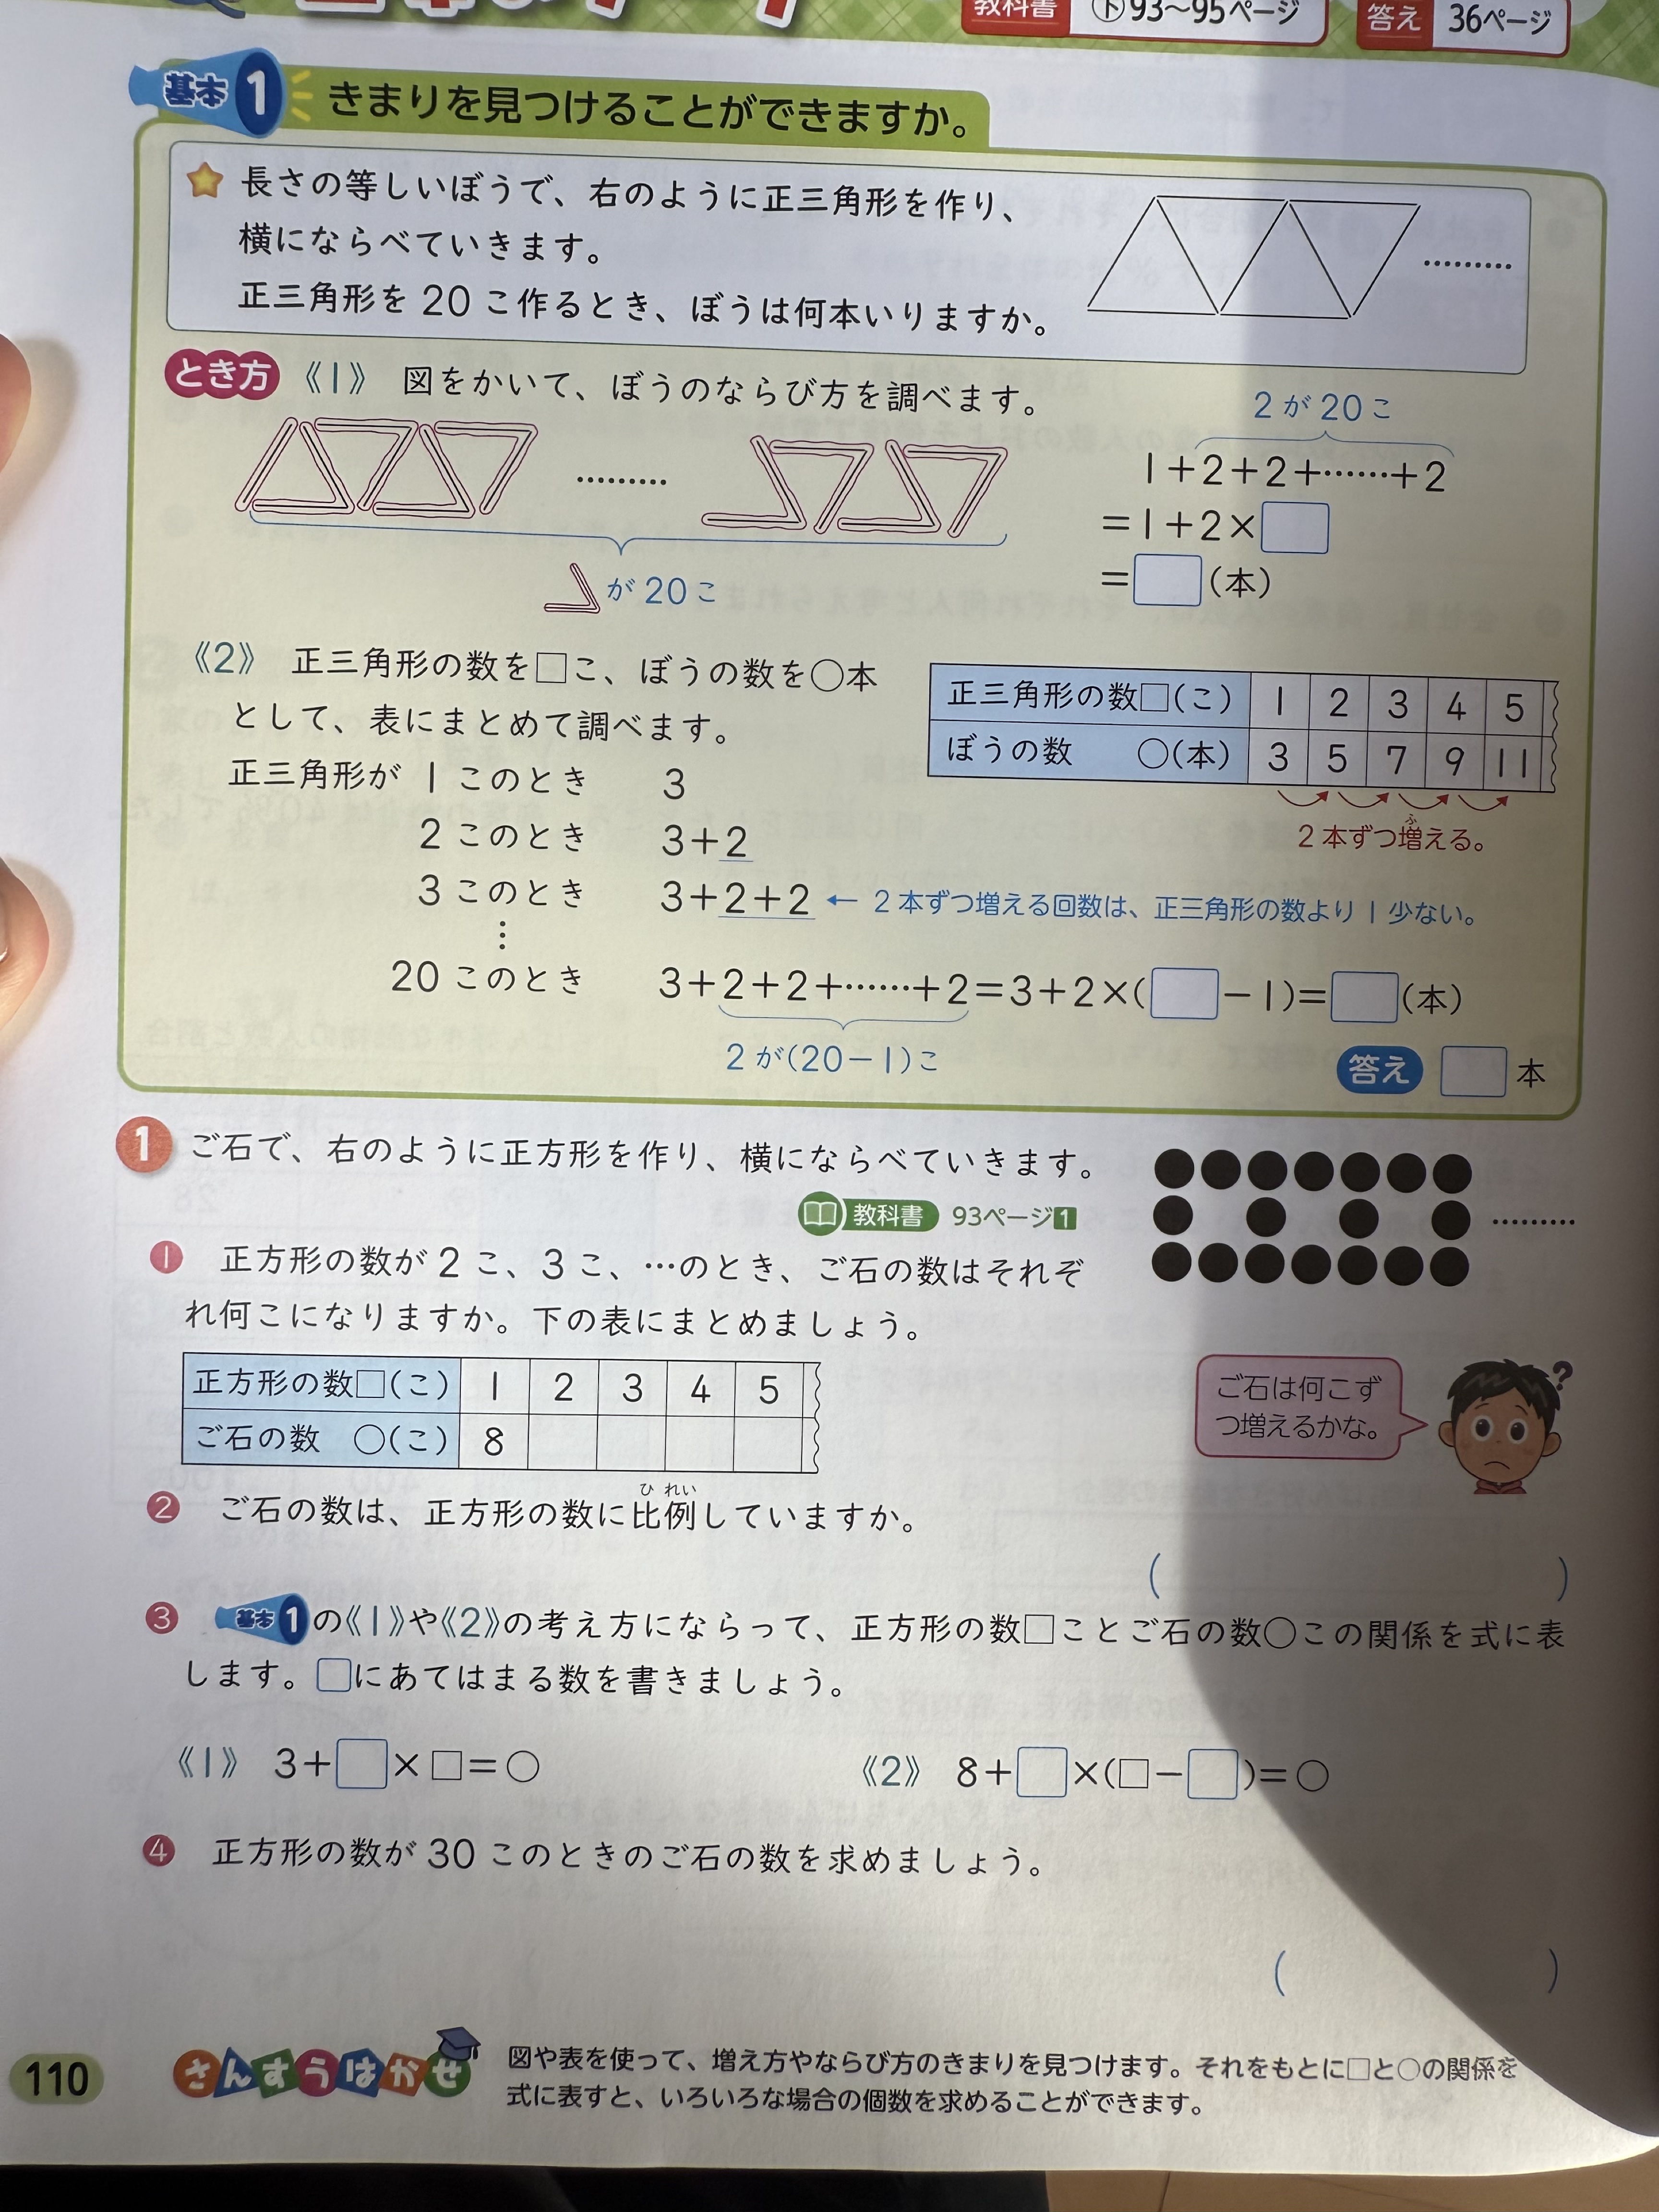 教科書 下93〜95ページ 答え 36ページ
基本1 きまりを見つけることができますか。
長さの等しいぼうで、右のように正三角形を作り、
横にならべていきます。
正三角形を20こ作るとき、ぼうは何本いりますか。
とき方 《1》 図をかいて、ぼうのならび方を調べます。
………
が20こ
2が20こ
1+2+2+……+2
=1+2×□
=□(本)
《2》 正三角形の数を□こ、ぼうの数を○本
として、表にまとめて調べます。
正三角形の数□(こ) 1 2 3 4 5
ぼうの数 ○(本) 3 5 7 9 11
2本ずつ増える。
ふ
正三角形が 1このとき 3
2このとき 3+2
3このとき 3+2+2 ← 2本ずつ増える回数は、正三角形の数より1少ない。
⋮
20このとき 3+2+2+……+2=3+2×(□−1)=□(本)
2が(20−1)こ
答え □本
1 ご石で、右のように正方形を作り、横にならべていきます。
教科書 93ページ1
❶ 正方形の数が2こ、3こ、…のとき、ご石の数はそれぞ
れ何こになりますか。下の表にまとめましょう。
正方形の数□(こ) 1 2 3 4 5
ご石の数 ○(こ) 8
ご石は何こず
つ増えるかな。
?
ひれい
❷ ご石の数は、正方形の数に比例していますか。
( )
❸ 基本1の《1》や《2》の考え方にならって、正方形の数□ことご石の数○この関係を式に表
します。□にあてはまる数を書きましょう。
《1》 3+□×□=○ 《2》 8+□×(□−□)=○
❹ 正方形の数が30このときのご石の数を求めましょう。
( )
110 さんすうはかせ 図や表を使って、増え方やならび方のきまりを見つけます。それをもとに□と○の関係を
式に表すと、いろいろな場合の個数を求めることができます。